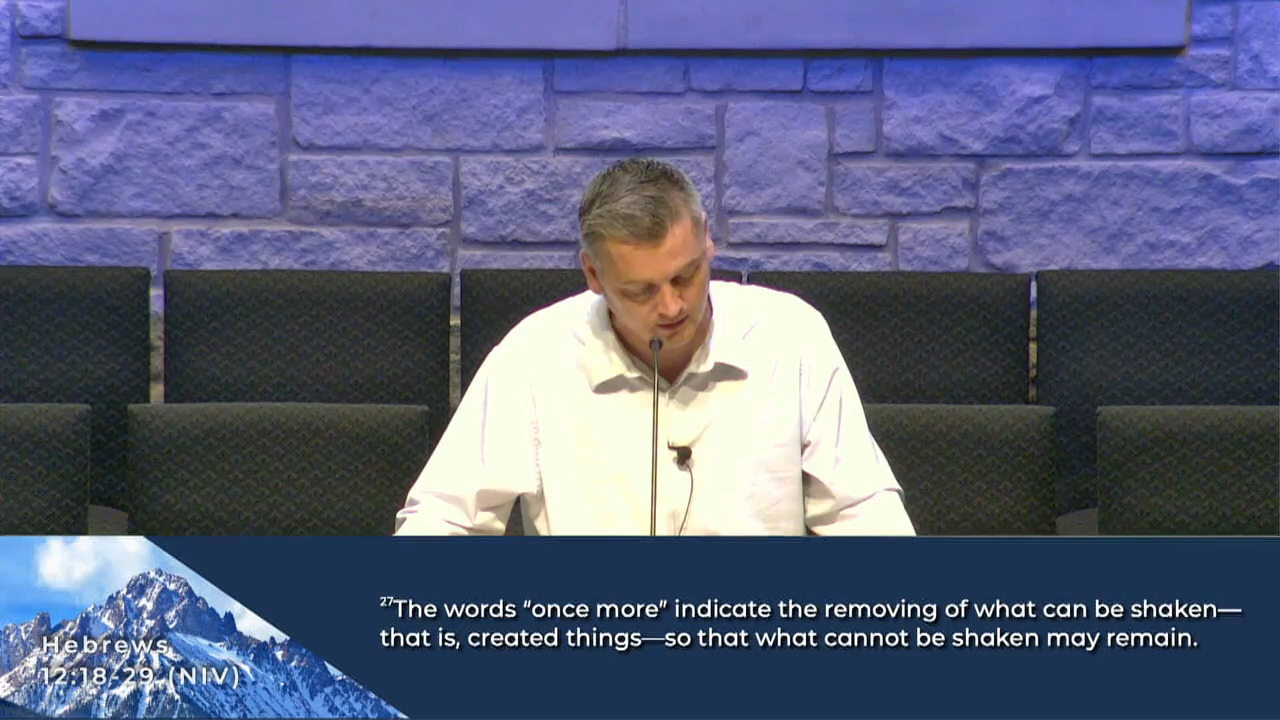 ²⁷The words “once more” indicate the removing of what can be shaken—
that is, created things—so that what cannot be shaken may remain.
Hebrews
12:18-29 (NIV)